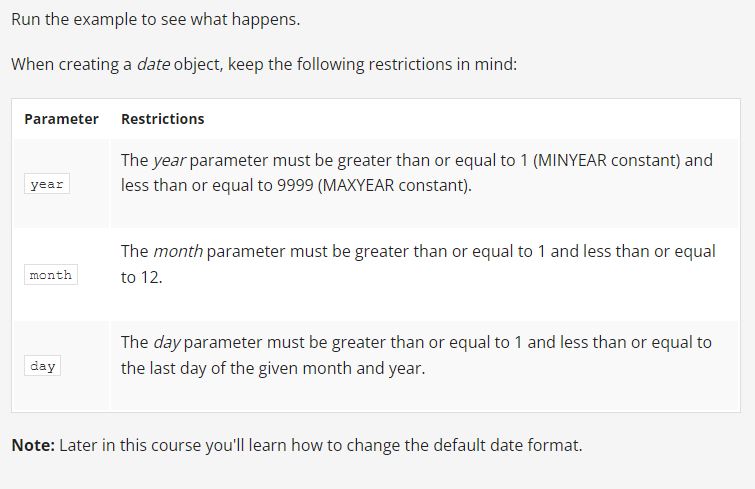 Run the example to see what happens.
When creating a date object, keep the following restrictions in mind:
Parameter Restrictions
year
The year parameter must be greater than or equal to 1 (MINYEAR constant) and
less than or equal to 9999 (MAXYEAR constant).
month
The month parameter must be greater than or equal to 1 and less than or equal
to 12.
day
The day parameter must be greater than or equal to 1 and less than or equal to
the last day of the given month and year.
Note: Later in this course you'll learn how to change the default date format.